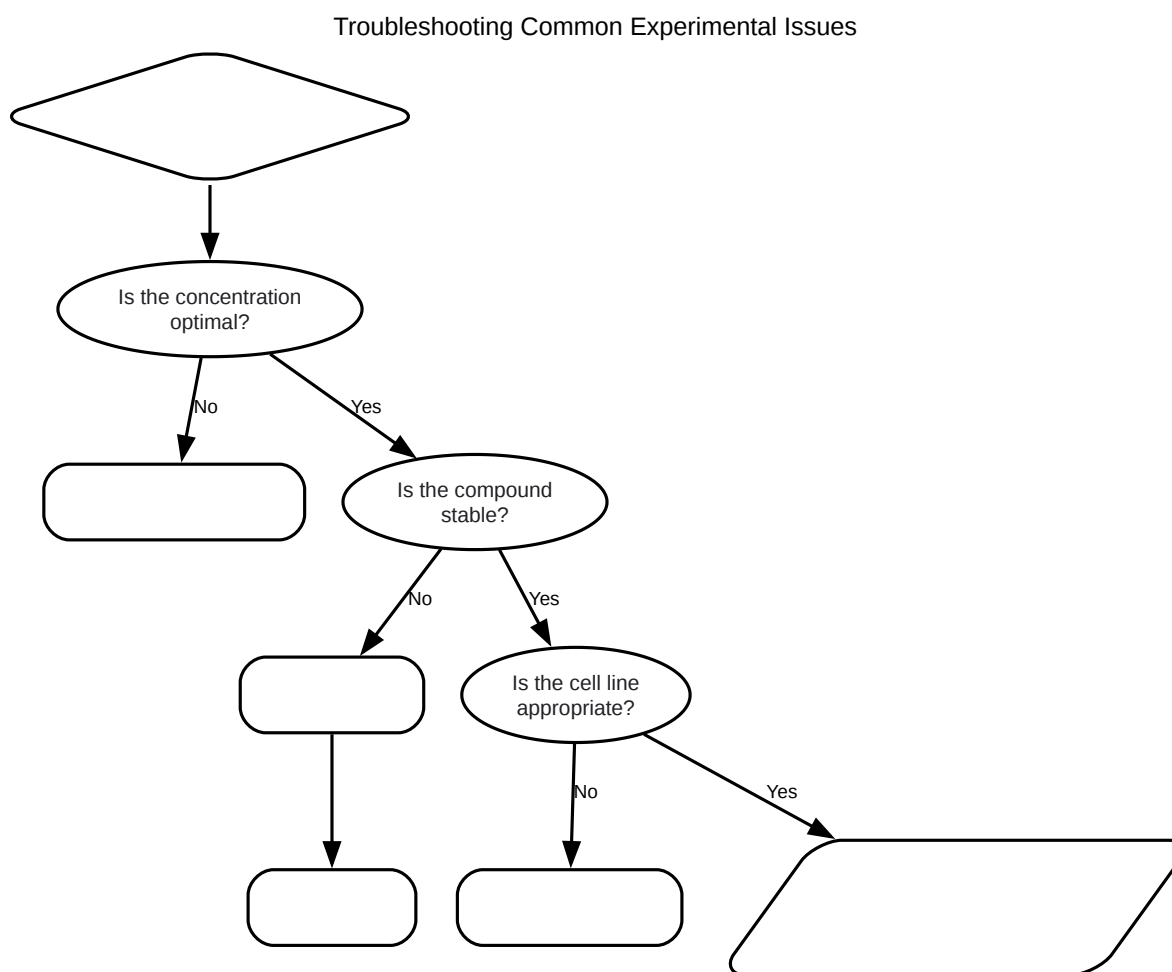 Troubleshooting Common Experimental Issues
Is the concentration
optimal?
No
Yes
Is the compound
stable?
No
Yes
Is the cell line
appropriate?
No
Yes